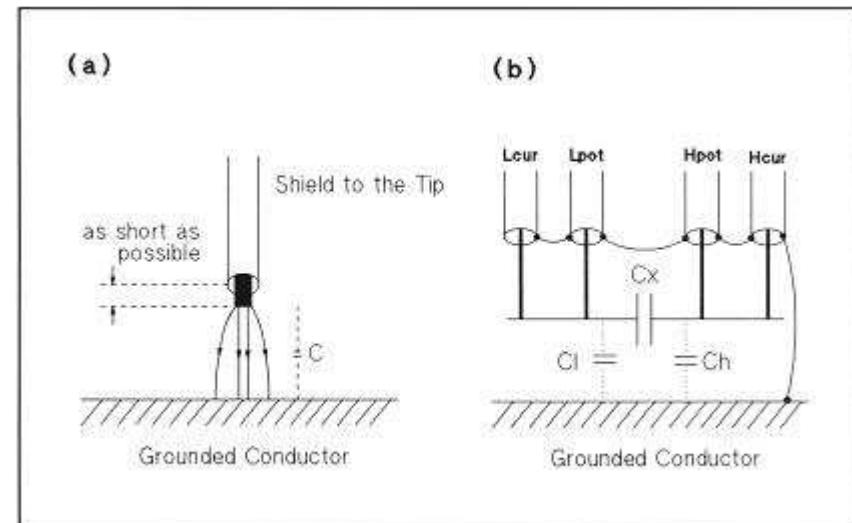 (a)
Shield to the Tip
as short as
possible
C
Grounded Conductor
(b)
Lcur Lpot Hpot Hcur
Cx
Cl Ch
Grounded Conductor